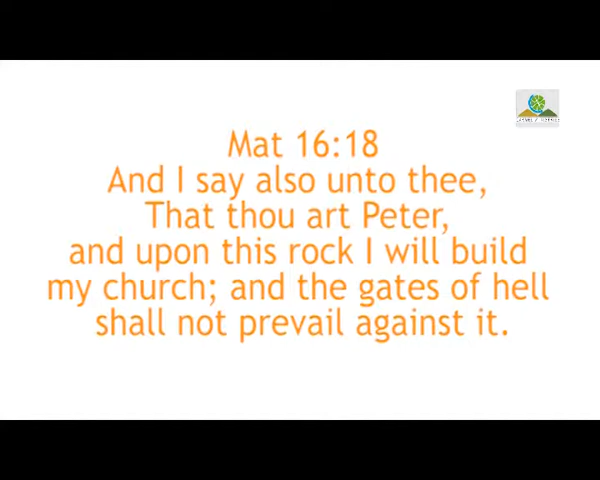 Mat 16:18
And I say also unto thee,
That thou art Peter,
and upon this rock I will build
my church; and the gates of hell
shall not prevail against it.